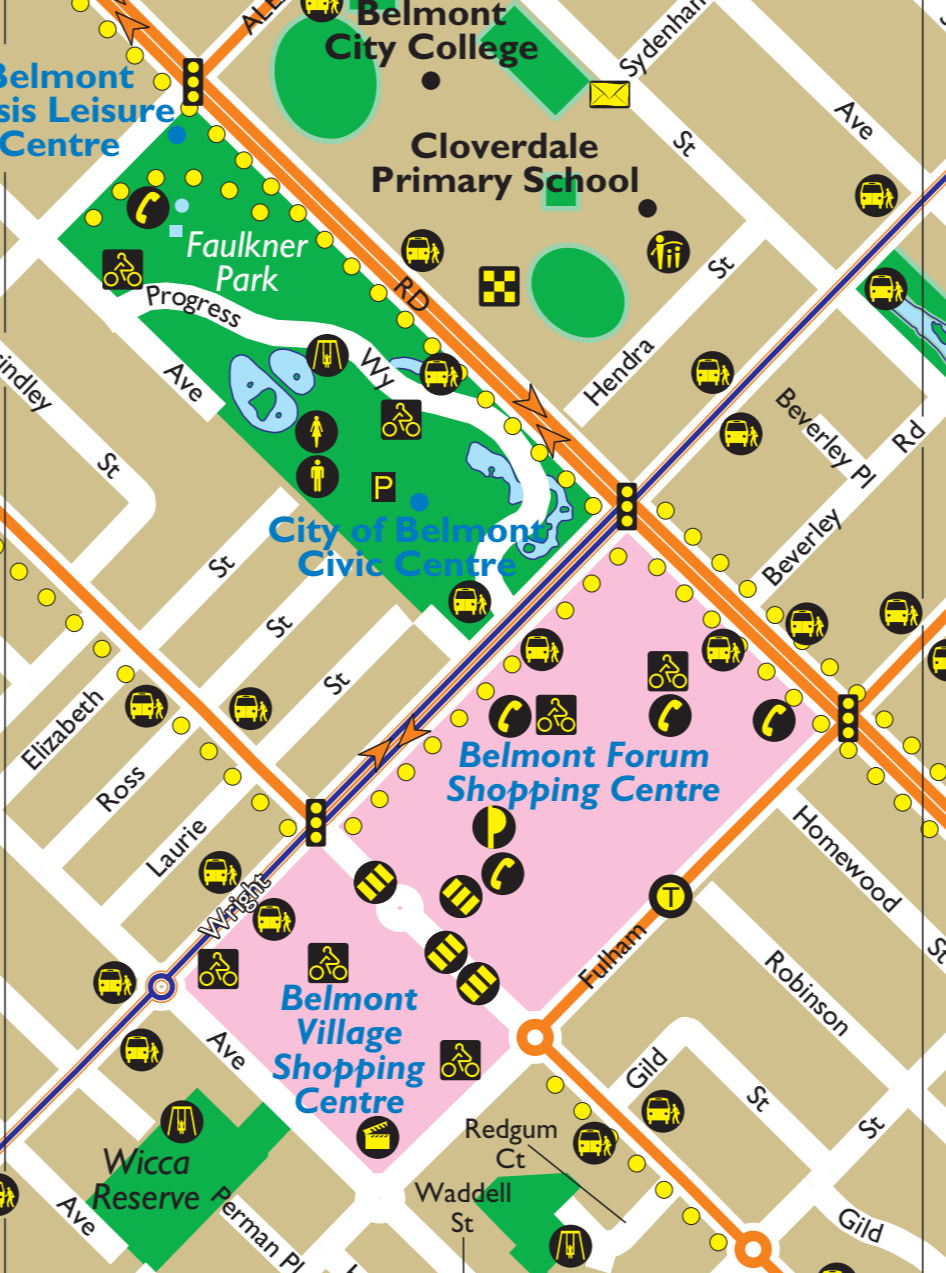 Belmont
City College
Sydenham
St
Ave
Belmont
Leisure
Centre
Cloverdale
Primary School
Faulkner
Park
RD
Progress
Wy
Ave
Hendra
St
St
Beverley Pl
Beverley
Rd
P
City of Belmont
Civic Centre
St
St
St
Elizabeth
Ross
Laurie
Wright
Belmont Forum
Shopping Centre
Homewood
St
T
Fulham
Robinson
Belmont
Village
Shopping
Centre
Ave
Gild
St
St
Redgum
Ct
Waddell
St
Wicca
Reserve
Perman Pl
Ave
Gild